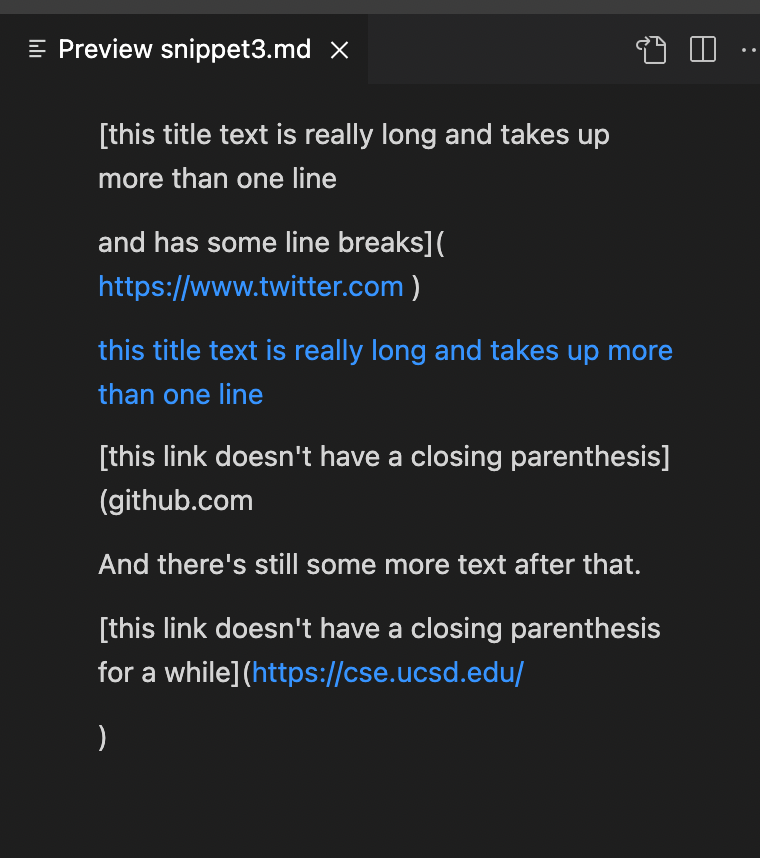 Preview snippet3.md
[this title text is really long and takes up
more than one line
and has some line breaks](
https://www.twitter.com )
this title text is really long and takes up more
than one line
[this link doesn't have a closing parenthesis]
(github.com
And there's still some more text after that.
[this link doesn't have a closing parenthesis
for a while](https://cse.ucsd.edu/
)